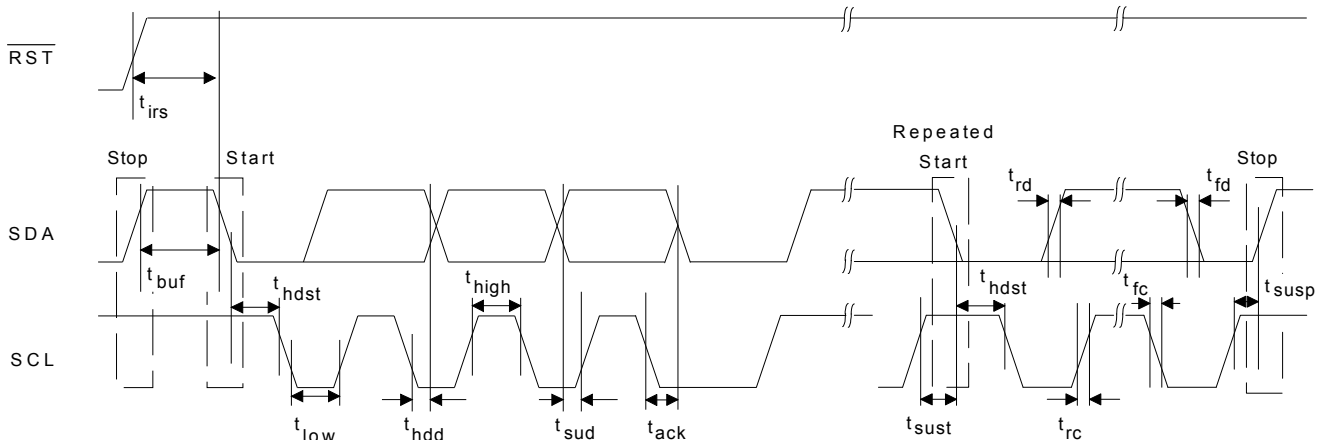 RST
t irs
Repeated
Stop
Start
Start
Stop
t rd
t fd
SDA
t buf
t hdst
t high
t hdst
t fc
t susp
SCL
t low
t hdd
t sud
t ack
t sust
t rc